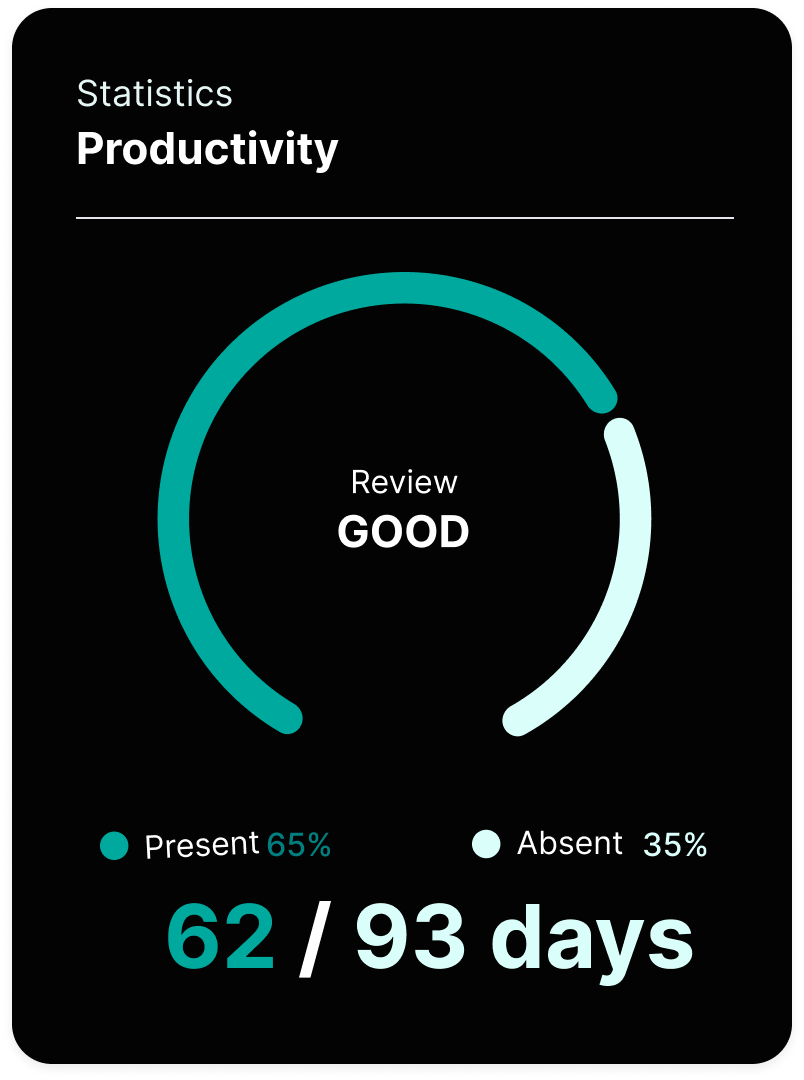 Statistics
Productivity
Review
GOOD
Present 65% Absent 35%
62 / 93 days